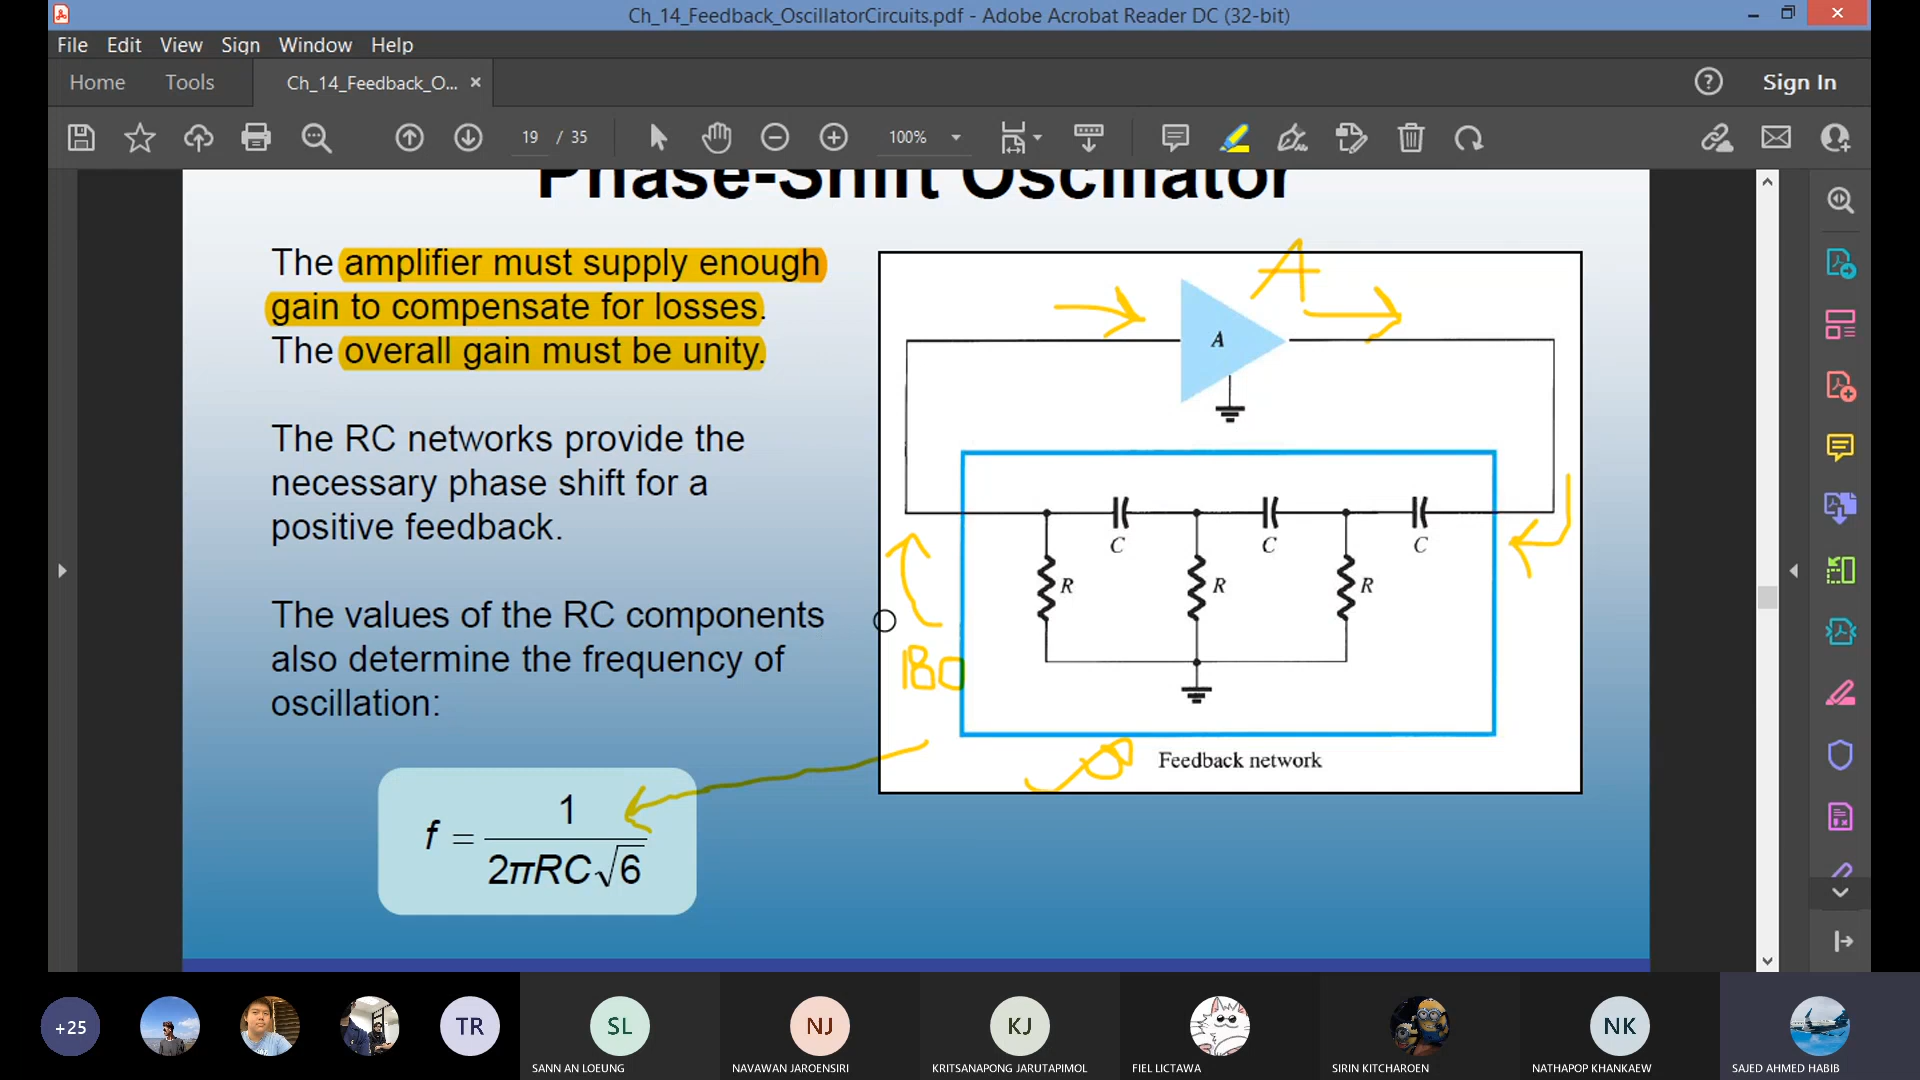 Ch_14_Feedback_OscillatorCircuits.pdf - Adobe Acrobat Reader DC (32-bit)
File Edit View Sign Window Help
Home Tools Ch_14_Feedback_O... × Sign In
19 / 35 100%
Phase-Shift Oscillator
The amplifier must supply enough
gain to compensate for losses.
The overall gain must be unity.
The RC networks provide the
necessary phase shift for a
positive feedback.
The values of the RC components
also determine the frequency of
oscillation:
f = 1 / 2πRC√6
A
A
C C C
R R R
180
Feedback network
+25 TR SL NJ KJ NK
SANN AN LOEUNG NAVAWAN JAROENSIRI KRITSANAPONG JARUTAPIMOL FIEL LICTAWA SIRIN KITCHAROEN NATHAPOP KHANKAEW SAJED AHMED HABIB